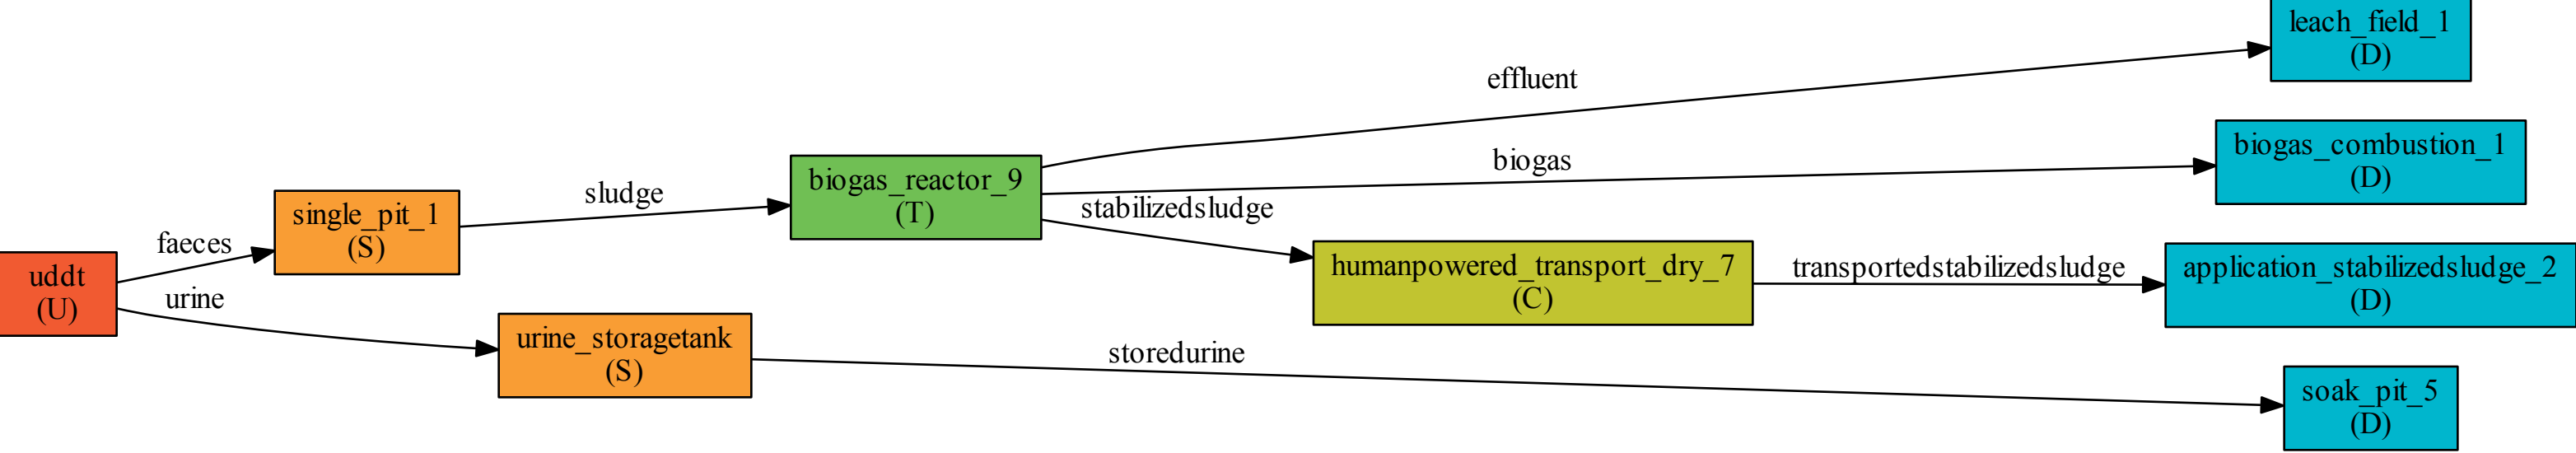 leach_field_1
(D)
effluent
biogas_combustion_1
(D)
biogas
biogas_reactor_9
(T)
stabilizedsludge
sludge
single_pit_1
(S)
faeces
uddt
(U)
urine
humanpowered_transport_dry_7
(C)
transportedstabilizedsludge
application_stabilizedsludge_2
(D)
urine_storagetank
(S)
storedurine
soak_pit_5
(D)